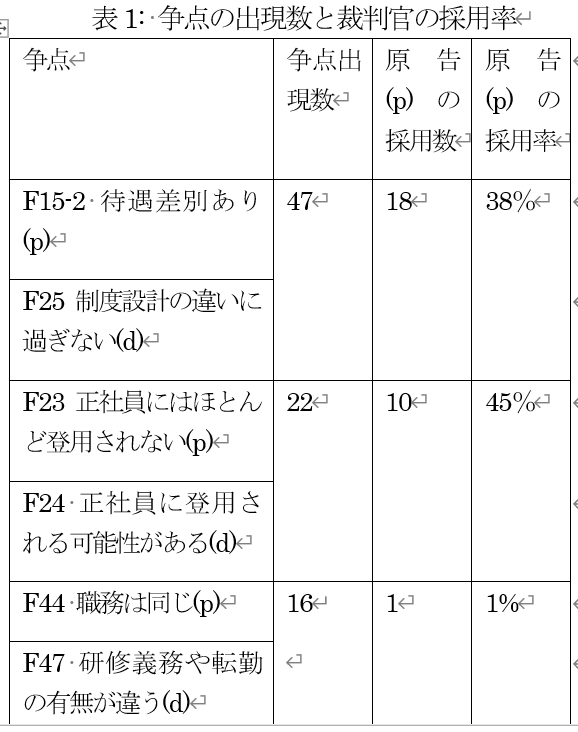 表 1: 争点の出現数と裁判官の採用率
争点
争点出
現数
原告
(p)の
採用数
原告
(p)の
採用率
F15-2 待遇差別あり
(p)
47
18
38%
F25 制度設計の違いに
過ぎない(d)
F23 正社員にはほとん
ど登用されない(p)
22
10
45%
F24 正社員に登用さ
れる可能性がある(d)
F44 職務は同じ(p)
16
1
1%
F47 研修義務や転勤
の有無が違う(d)